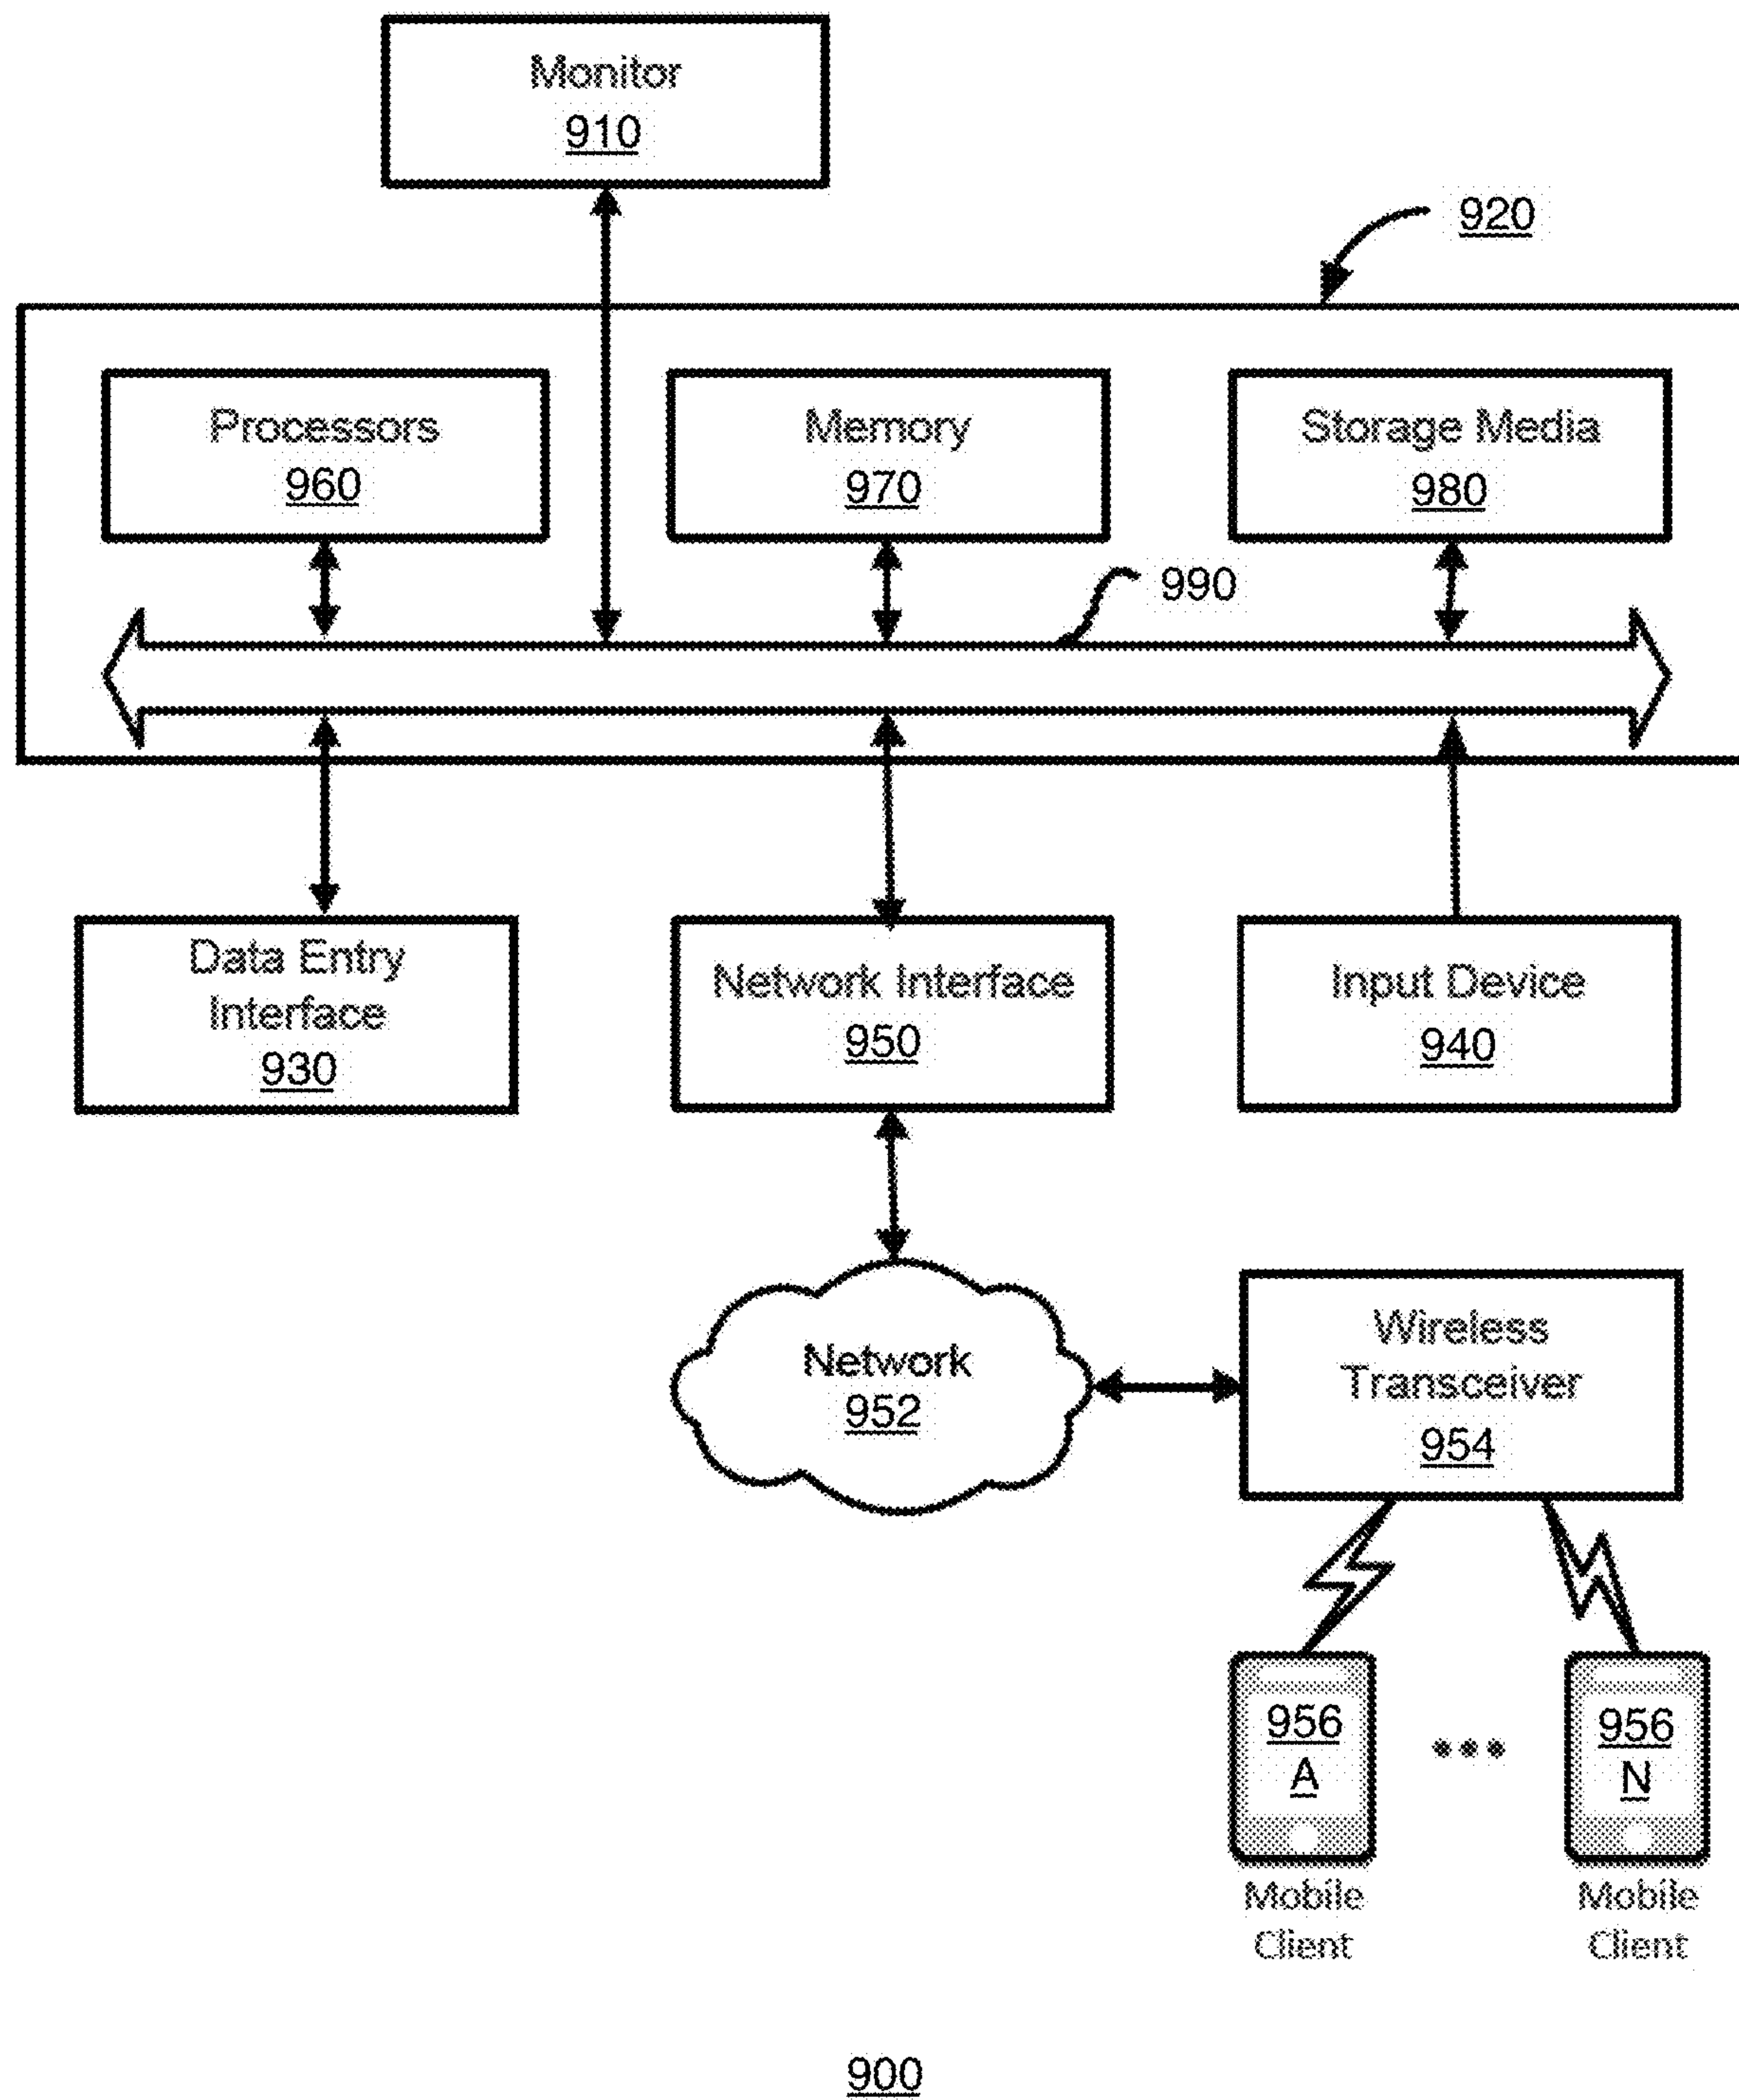 Monitor
910
920
Processors
960
Memory
970
Storage Media
980
990
Data Entry
Interface
930
Network Interface
950
Input Device
940
Network
952
Wireless
Transceiver
954
956
A
956
N
Mobile
Client
Mobile
Client
900